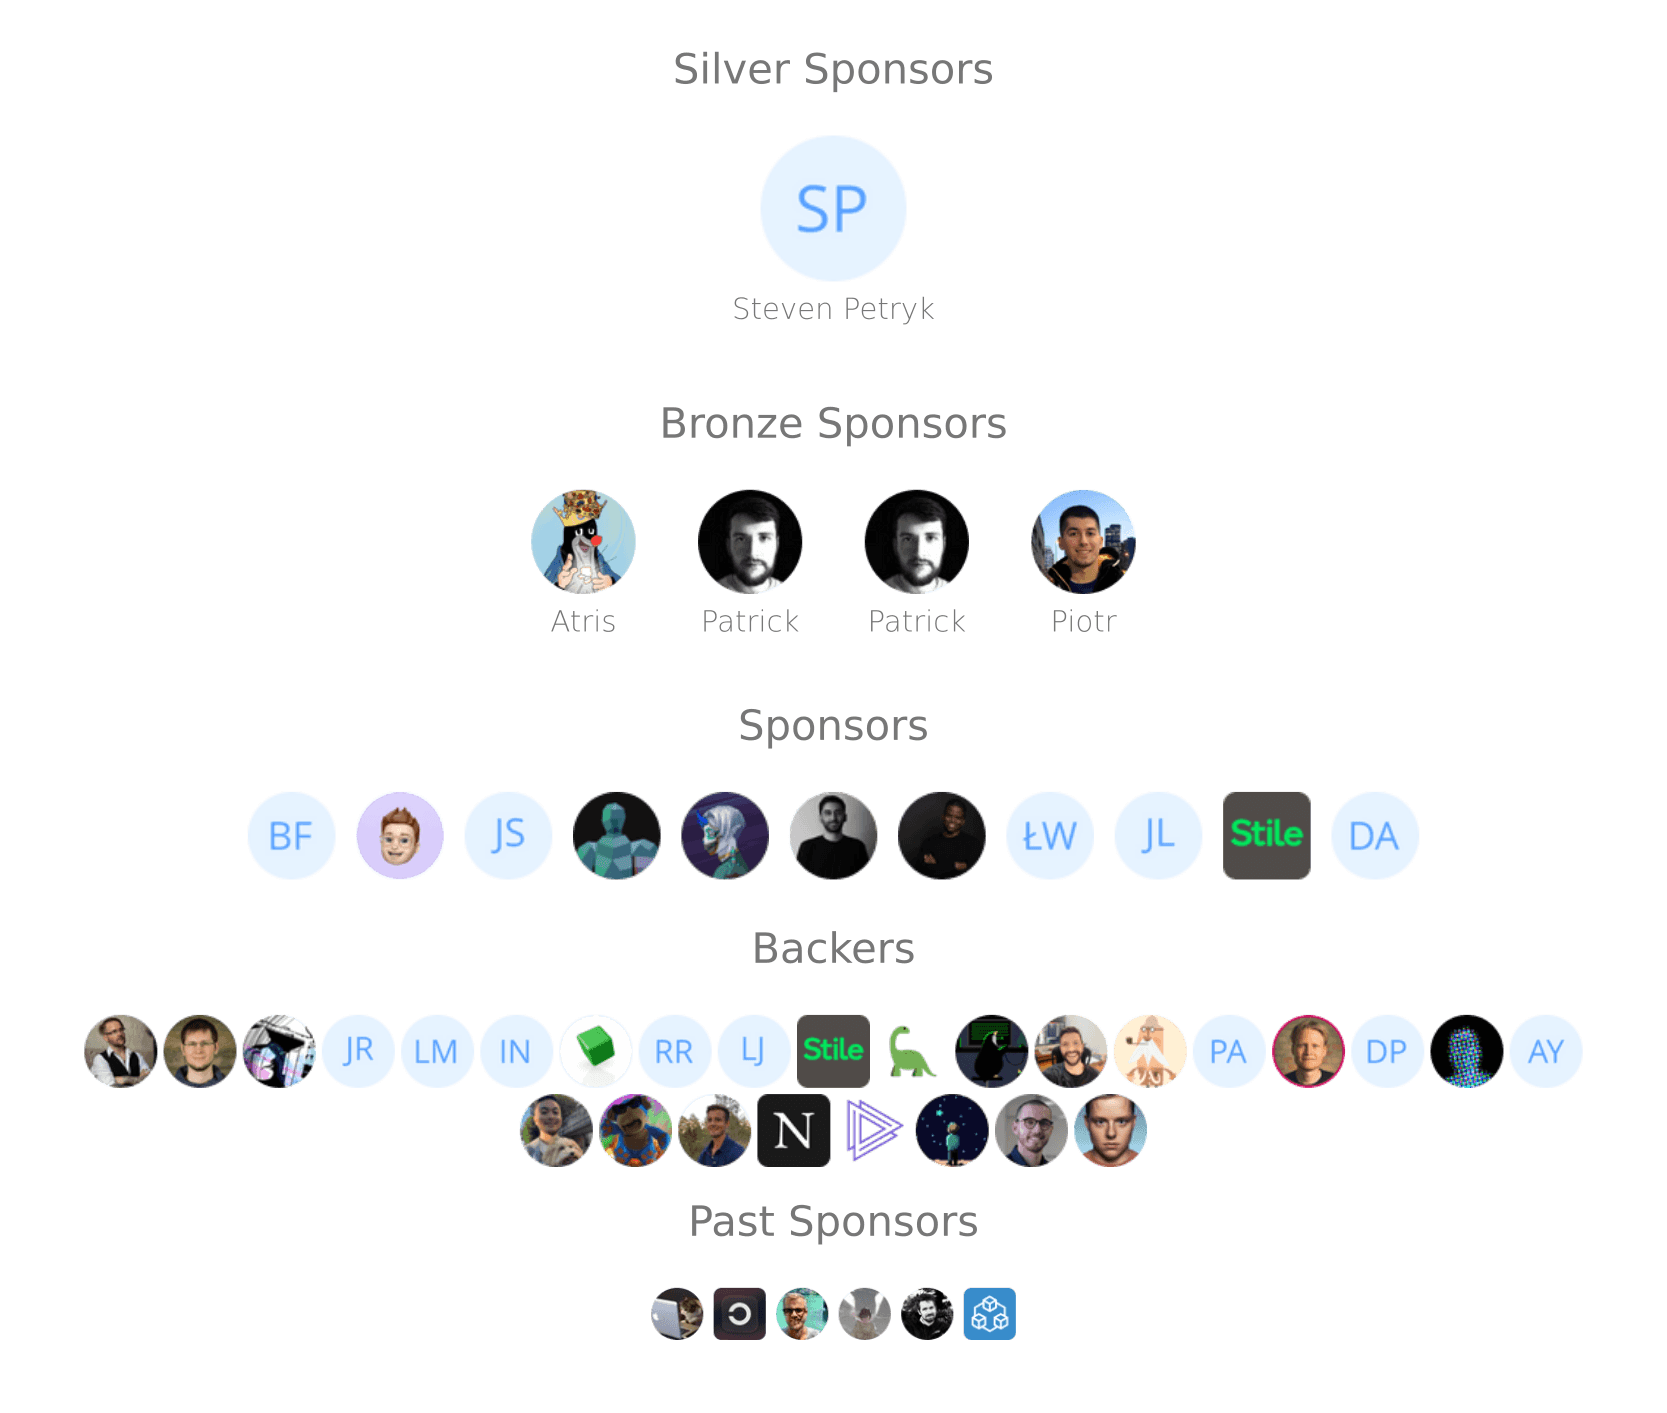 Silver Sponsors
SP
Steven Petryk
Bronze Sponsors
Atris Patrick Patrick Piotr
Sponsors
BF JS ŁW JL Stile DA
Backers
JR LM IN RR LJ Stile PA DP AY
N
Past Sponsors